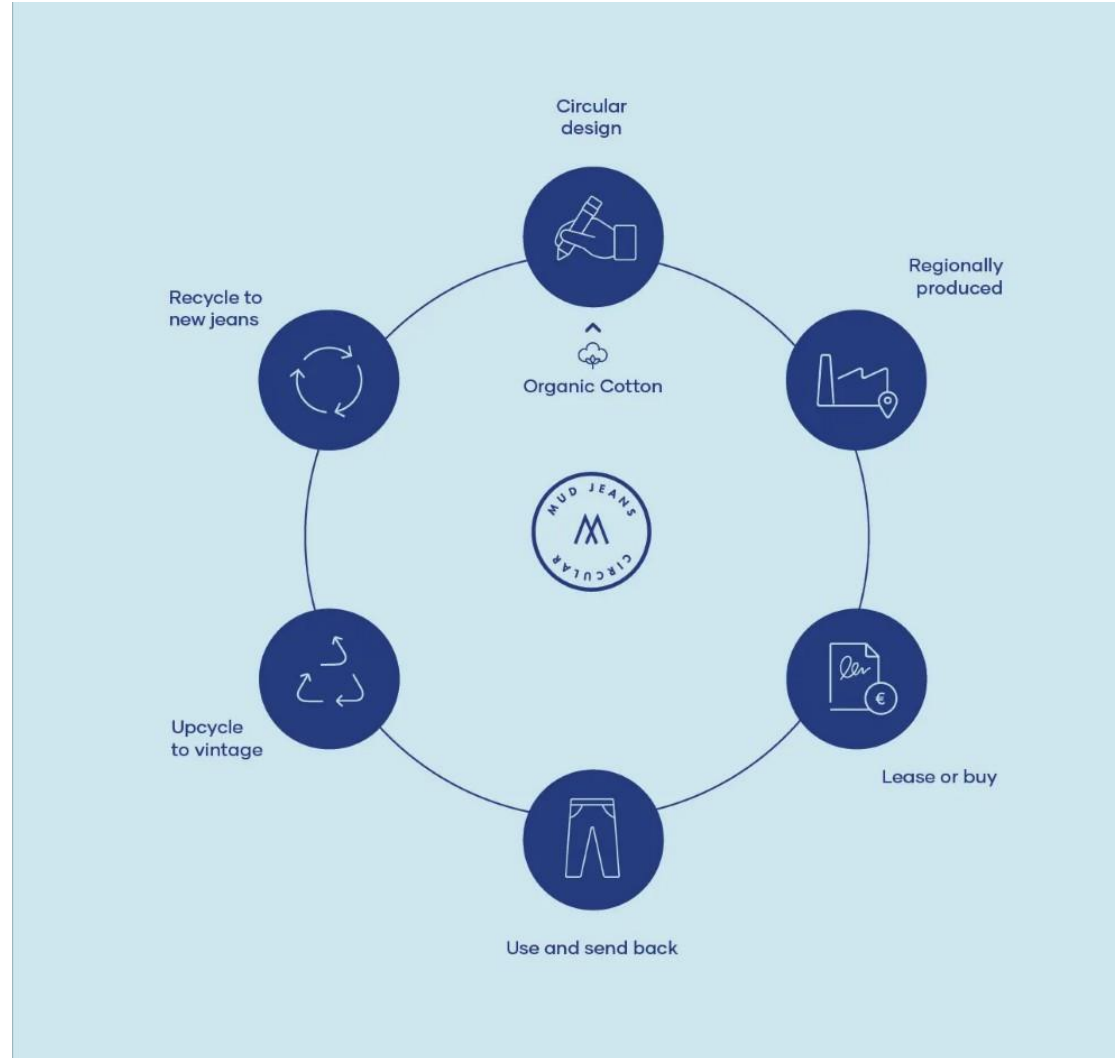 Circular
design
Regionally
produced
Recycle to
new jeans
Organic Cotton
MUD JEANS
CIRCULAR
€
Upcycle
to vintage
Lease or buy
Use and send back